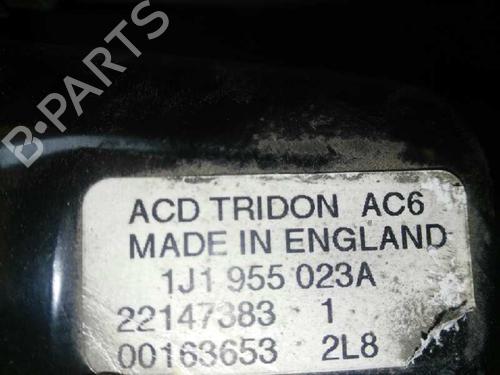 B-PARTS
ACD TRIDON AC6
MADE IN ENGLAND
1J1 955 023A
22147383 1
00163653 2L8